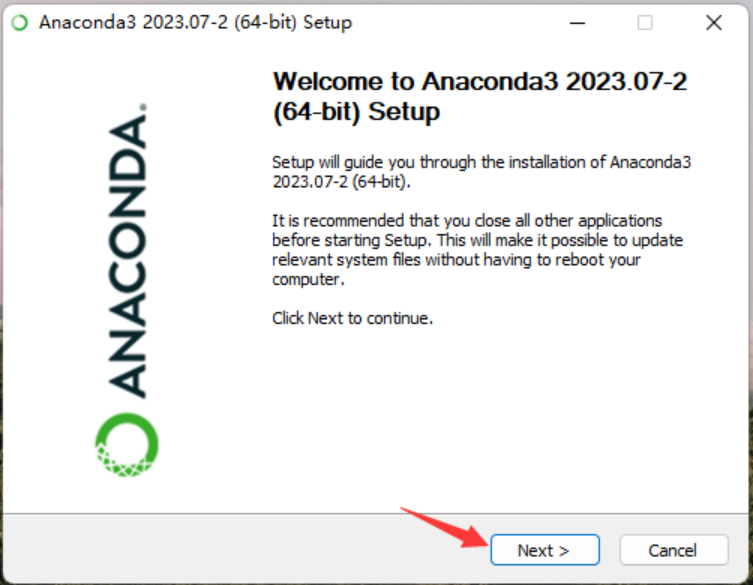 Anaconda3 2023.07-2 (64-bit) Setup
Welcome to Anaconda3 2023.07-2
(64-bit) Setup
ANACONDA.
Setup will guide you through the installation of Anaconda3
2023.07-2 (64-bit).
It is recommended that you close all other applications
before starting Setup. This will make it possible to update
relevant system files without having to reboot your
computer.
Click Next to continue.
Next >
Cancel